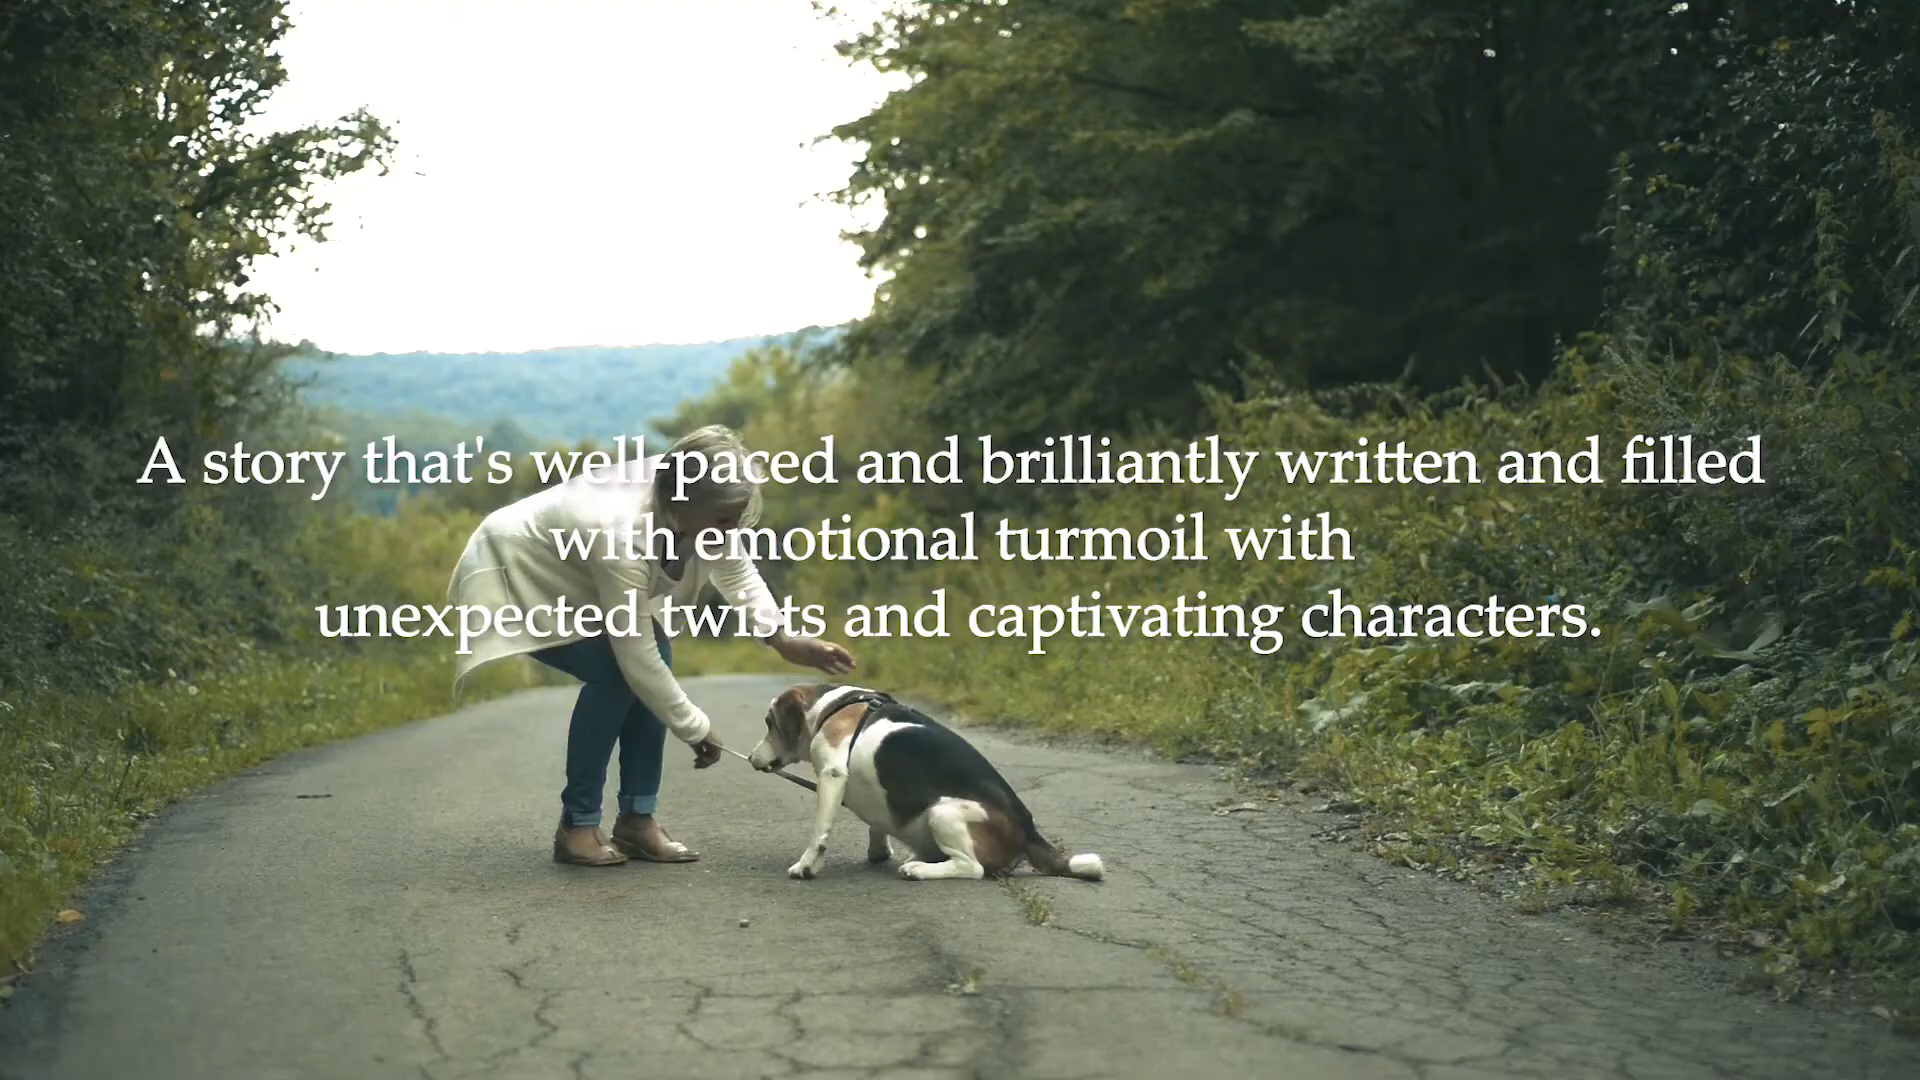 A story that's well-paced and brilliantly written and filled
with emotional turmoil with
unexpected twists and captivating characters.